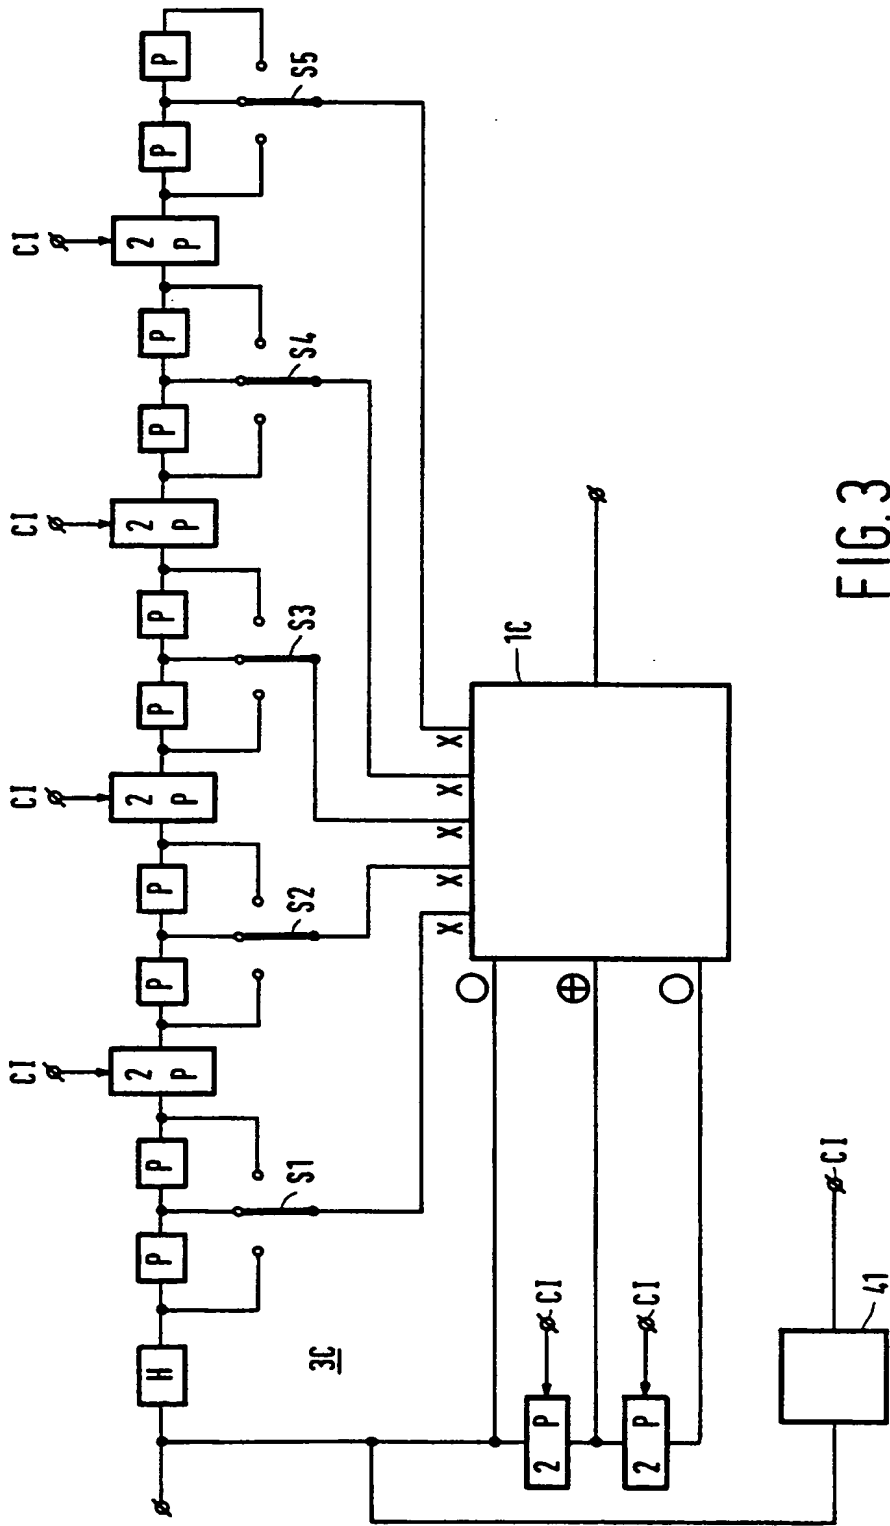 CI CI CI CI
H P P 2 P P P 2 P P P 2 P P P 2 P P P
S1 S2 S3 S4 S5
3C
X X X X X
1C
2 P CI
2 P CI
CI
41
FIG.3